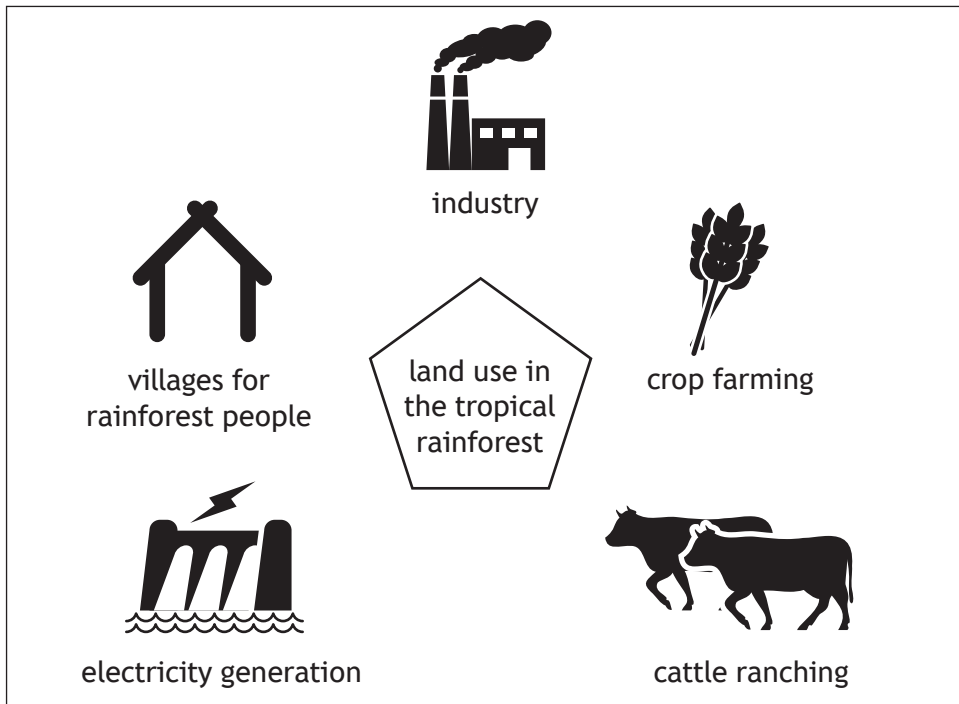 industry
villages for
rainforest people
land use in
the tropical
rainforest
crop farming
electricity generation
cattle ranching